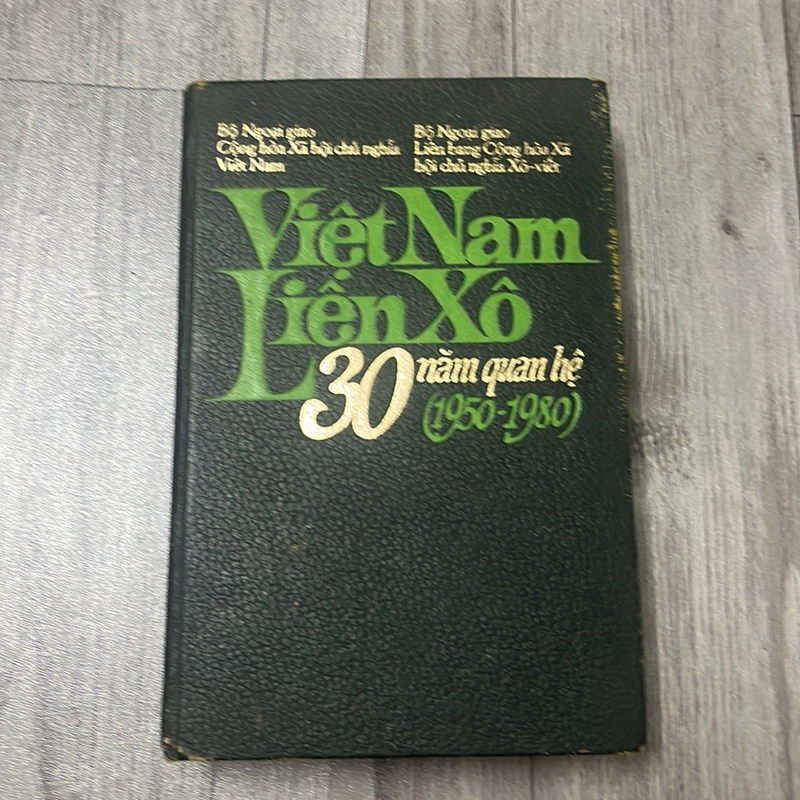 Bộ Ngoại giao
Cộng hòa Xã hội chủ nghĩa
Việt Nam
Bộ Ngoại giao
Liên bang Cộng hòa Xã
hội chủ nghĩa Xô-viết
Việt Nam
Liên Xô
30 năm quan hệ
(1950-1980)